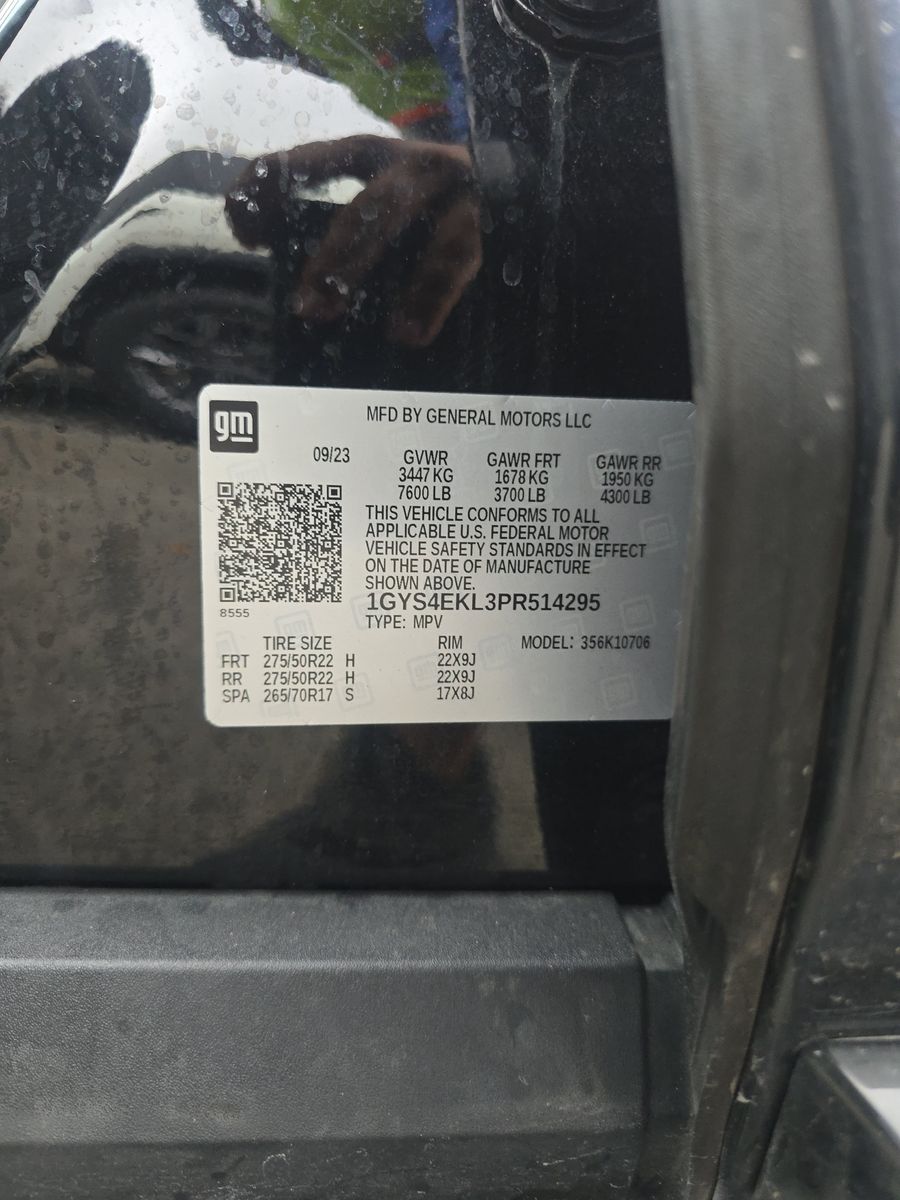 gm
MFD BY GENERAL MOTORS LLC
09/23
GVWR GAWR FRT GAWR RR
3447 KG 1678 KG 1950 KG
7600 LB 3700 LB 4300 LB
THIS VEHICLE CONFORMS TO ALL
APPLICABLE U.S. FEDERAL MOTOR
VEHICLE SAFETY STANDARDS IN EFFECT
ON THE DATE OF MANUFACTURE
SHOWN ABOVE.
1GYS4EKL3PR514295
8555
TYPE: MPV
TIRE SIZE RIM MODEL: 356K10706
FRT 275/50R22 H 22X9J
RR 275/50R22 H 22X9J
SPA 265/70R17 S 17X8J